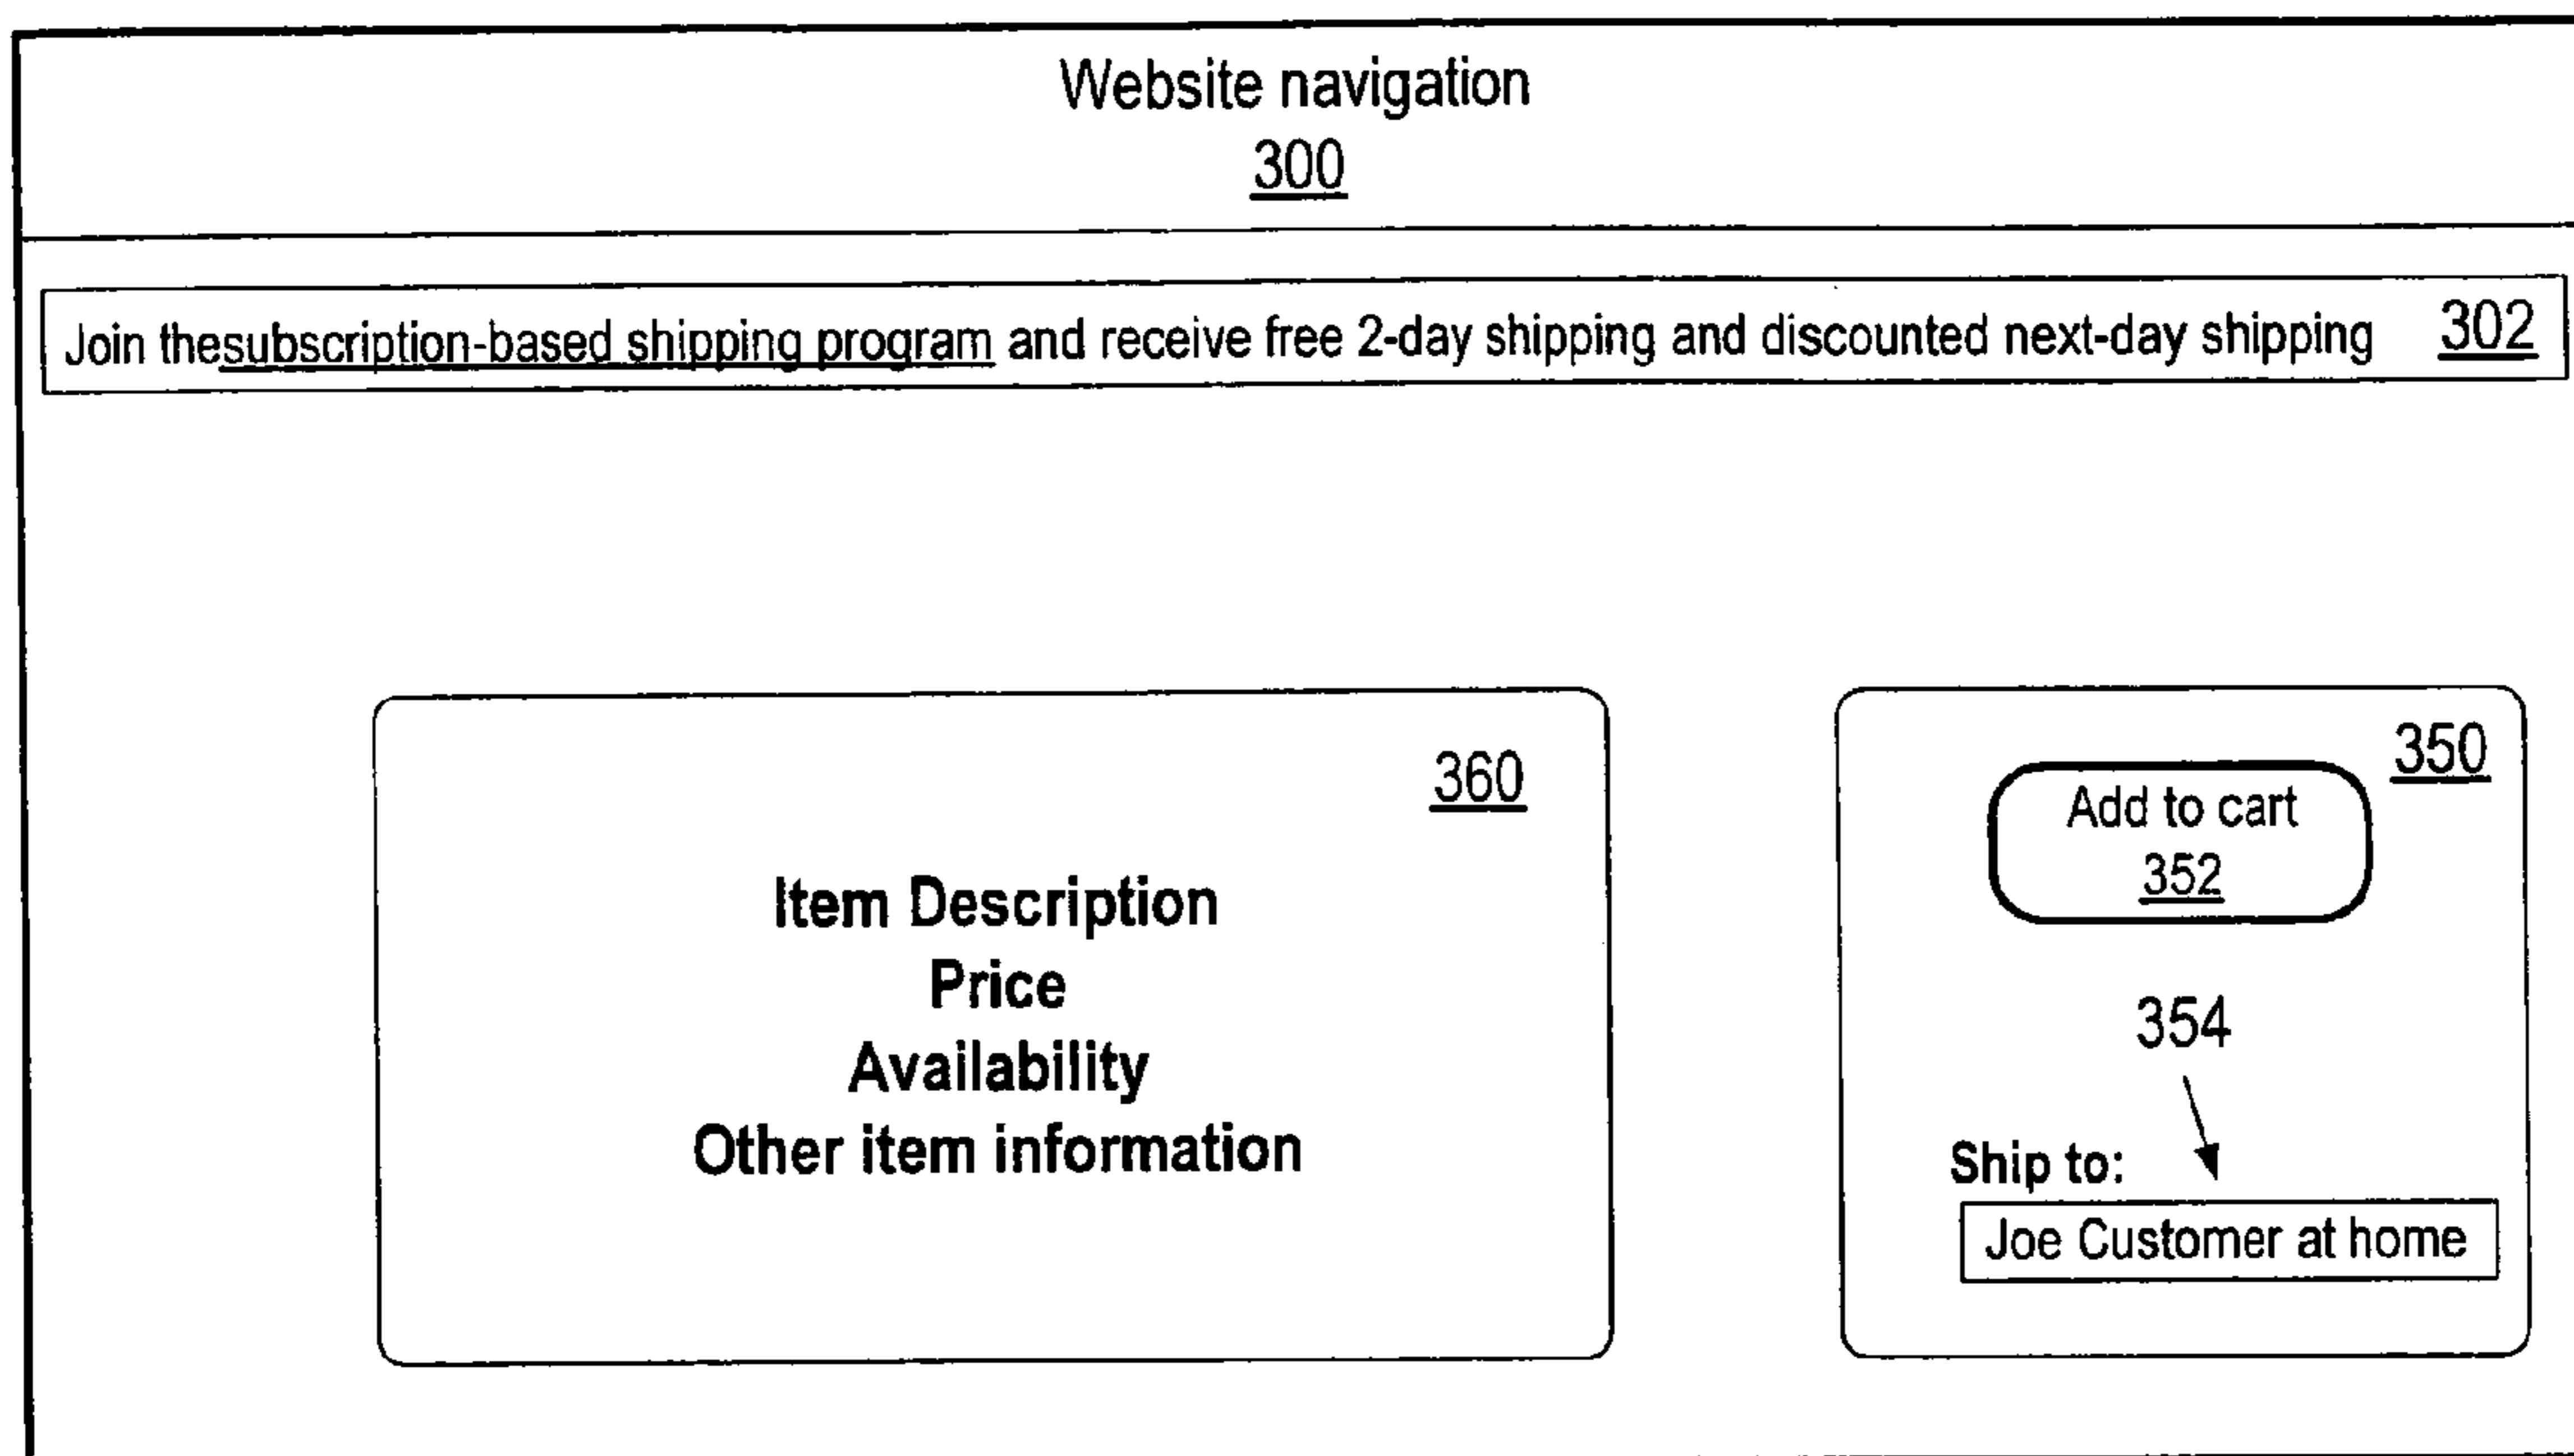 Website navigation
300
Join thesubscription-based shipping program and receive free 2-day shipping and discounted next-day shipping 302
360
Item Description
Price
Availability
Other item information
350
Add to cart
352
354
Ship to:
Joe Customer at home